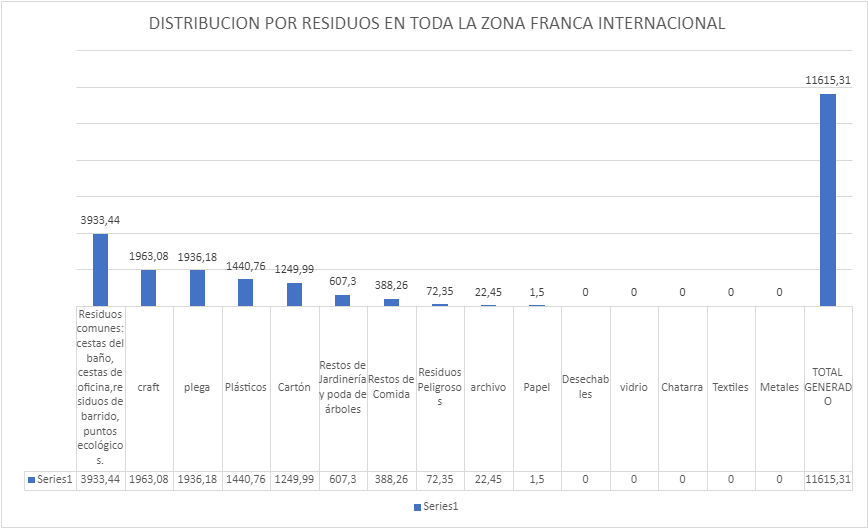 DISTRIBUCION POR RESIDUOS EN TODA LA ZONA FRANCA INTERNACIONAL
11615,31
3933,44
1963,08
1936,18
1440,76
1249,99
607,3
388,26
72,35
22,45
1,5
0
0
0
0
0
Residuos
comunes:
cestas del
baño,
cestas de
oficina,re
siduos de
barrido,
puntos
ecológico
s.
craft
plega
Plásticos
Cartón
Restos de
Jardinería
y poda de
árboles
Restos de
Comida
Residuos
Peligroso
s
archivo
Papel
Desechab
les
vidrio
Chatarra
Textiles
Metales
TOTAL
GENERAD
O
Series1 3933,44 1963,08 1936,18 1440,76 1249,99 607,3 388,26 72,35 22,45 1,5 0 0 0 0 0 11615,31
Series1